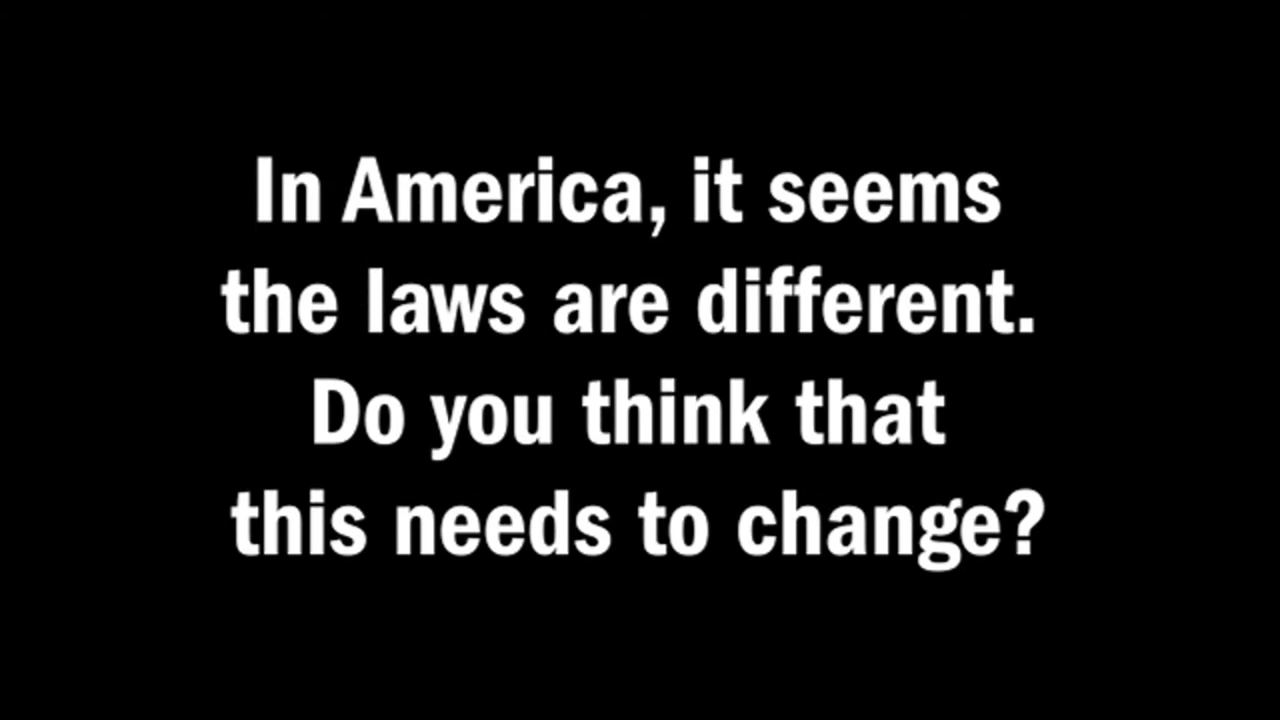 In America, it seems
the laws are different.
Do you think that
this needs to change?